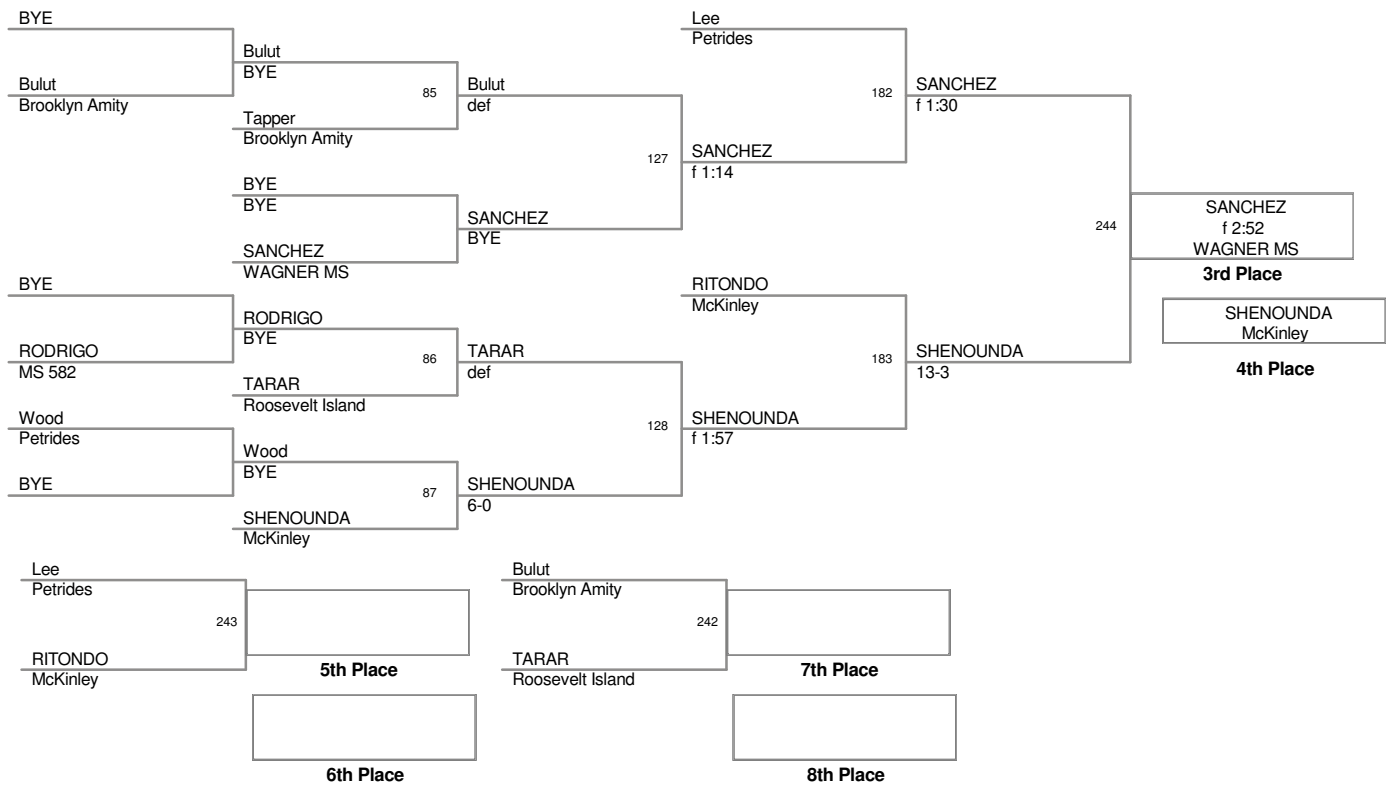 BYE
Bulut
Brooklyn Amity
Bulut
BYE
85
Tapper
Brooklyn Amity
Bulut
def
BYE
BYE
SANCHEZ
WAGNER MS
SANCHEZ
BYE
127
SANCHEZ
f 1:14
Lee
Petrides
182
SANCHEZ
f 1:30
BYE
RODRIGO
MS 582
RODRIGO
BYE
86
TARAR
Roosevelt Island
TARAR
def
Wood
Petrides
BYE
Wood
BYE
87
SHENOUNDA
McKinley
SHENOUNDA
6-0
128
SHENOUNDA
f 1:57
RITONDO
McKinley
183
SHENOUNDA
13-3
244
SANCHEZ
f 2:52
WAGNER MS
3rd Place
SHENOUNDA
McKinley
4th Place
Lee
Petrides
243
RITONDO
McKinley
5th Place
6th Place
Bulut
Brooklyn Amity
242
TARAR
Roosevelt Island
7th Place
8th Place